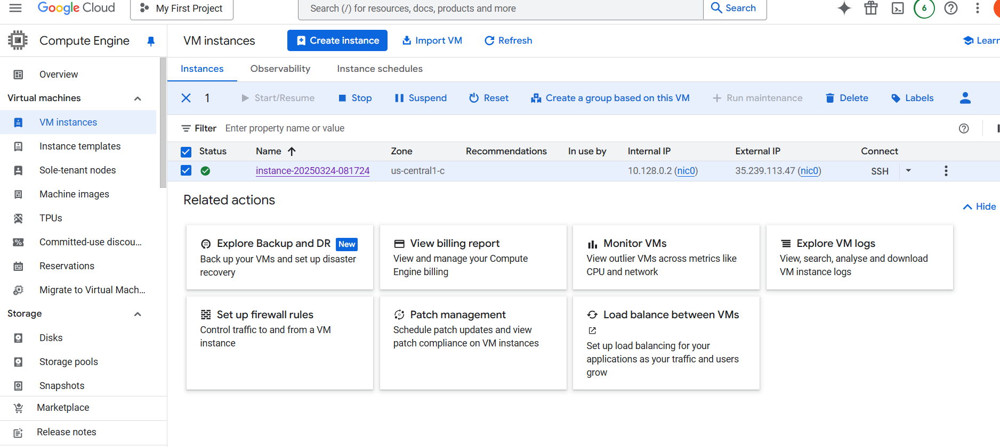 Google Cloud
My First Project
Search (/) for resources, docs, products and more
Search
6
Compute Engine
VM instances
Create instance
Import VM
Refresh
Learn
Overview
Virtual machines
VM instances
Instance templates
Sole-tenant nodes
Machine images
TPUs
Committed-use discou...
Reservations
Migrate to Virtual Mach...
Storage
Disks
Storage pools
Snapshots
Marketplace
Release notes
Instances
Observability
Instance schedules
1
Start/Resume
Stop
Suspend
Reset
Create a group based on this VM
Run maintenance
Delete
Labels
Filter
Enter property name or value
Status
Name
Zone
Recommendations
In use by
Internal IP
External IP
Connect
instance-20250324-081724
us-central1-c
10.128.0.2 (nic0)
35.239.113.47 (nic0)
SSH
Related actions
Hide
Explore Backup and DR New
Back up your VMs and set up disaster
recovery
View billing report
View and manage your Compute
Engine billing
Monitor VMs
View outlier VMs across metrics like
CPU and network
Explore VM logs
View, search, analyse and download
VM instance logs
Set up firewall rules
Control traffic to and from a VM
instance
Patch management
Schedule patch updates and view
patch compliance on VM instances
Load balance between VMs
Set up load balancing for your
applications as your traffic and users
grow